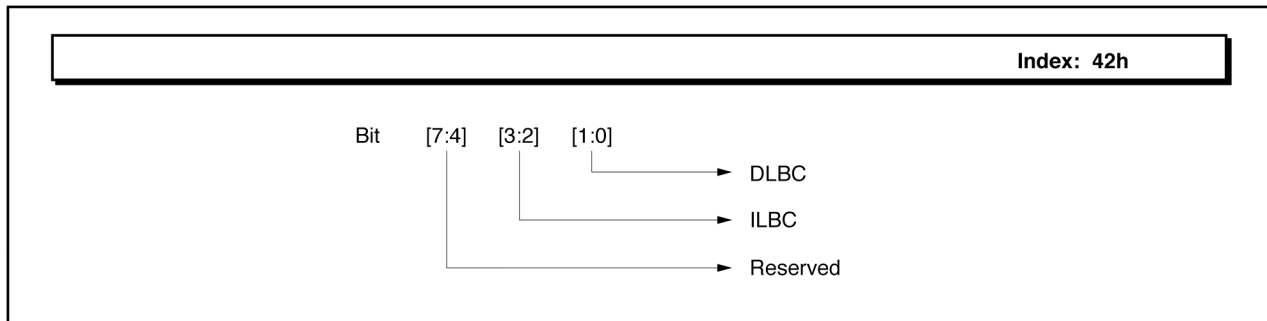 Index: 42h
Bit [7:4] [3:2] [1:0]
DLBC
ILBC
Reserved